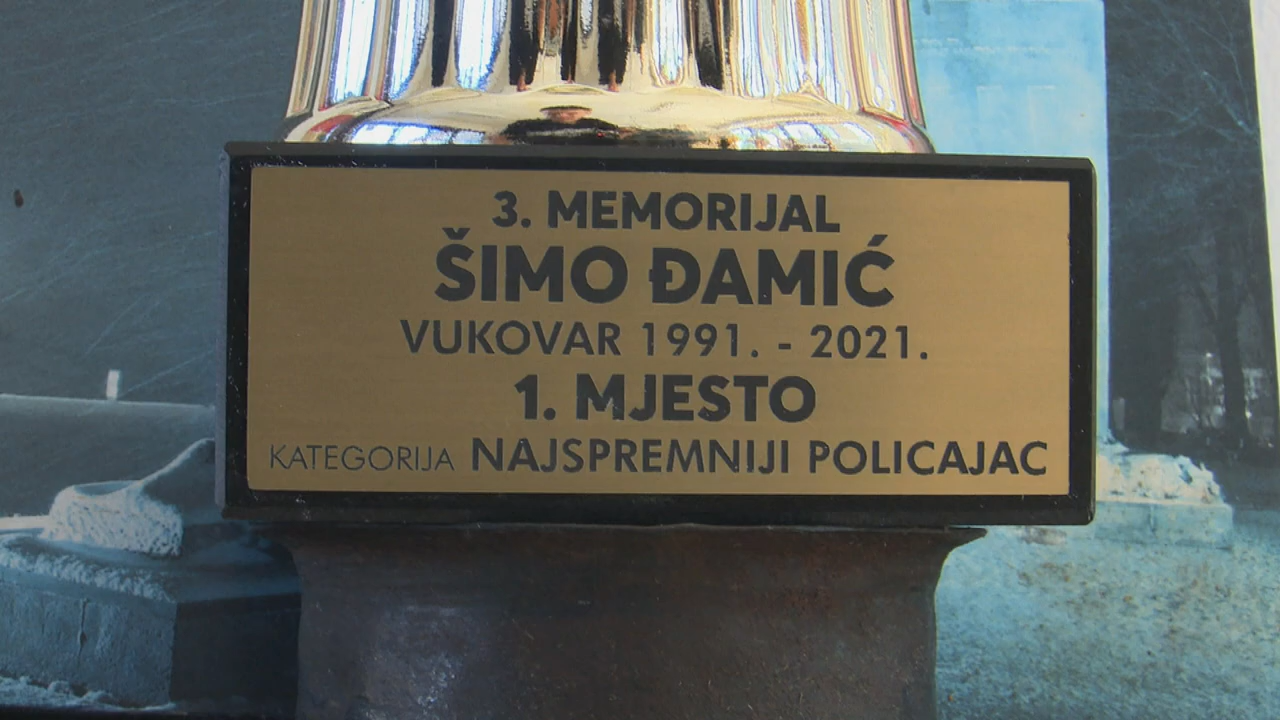 3. MEMORIJAL
ŠIMO ĐAMIĆ
VUKOVAR 1991. - 2021.
1. MJESTO
KATEGORIJA NAJSPREMNIJI POLICAJAC